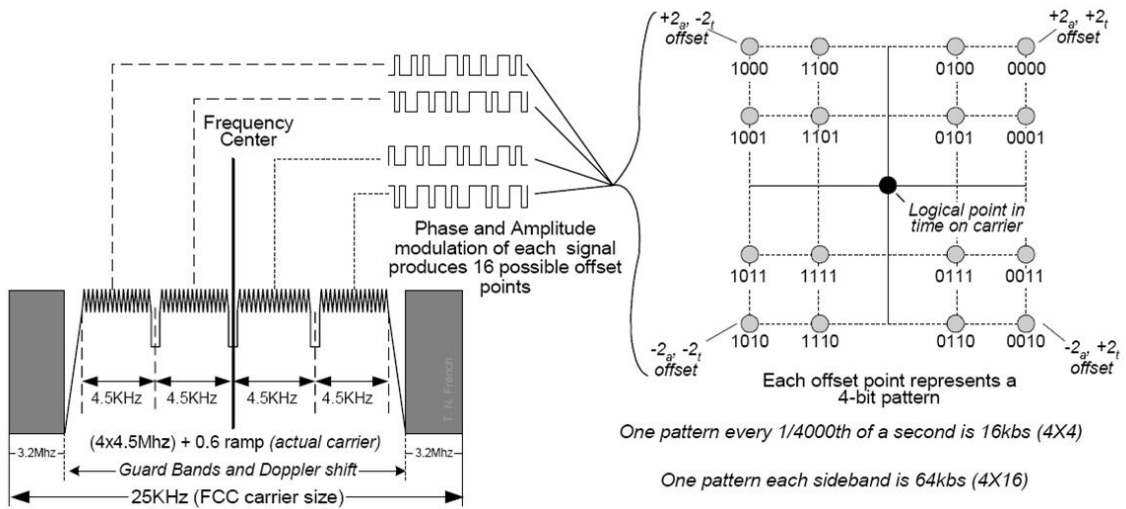 +2a, -2t
offset
+2a, +2t
offset
1000 1100 0100 0000
1001 1101 0101 0001
Frequency
Center
Logical point in
time on carrier
Phase and Amplitude
modulation of each signal
produces 16 possible offset
points
1011 1111 0111 0011
1010 1110 0110 0010
-2a, -2t
offset
-2a, +2t
offset
Each offset point represents a
4-bit pattern
4.5KHz 4.5KHz 4.5KHz 4.5KHz
T. N. French
(4x4.5Mhz) + 0.6 ramp (actual carrier)
3.2Mhz 3.2Mhz
Guard Bands and Doppler shift
25KHz (FCC carrier size)
One pattern every 1/4000th of a second is 16kbs (4X4)
One pattern each sideband is 64kbs (4X16)